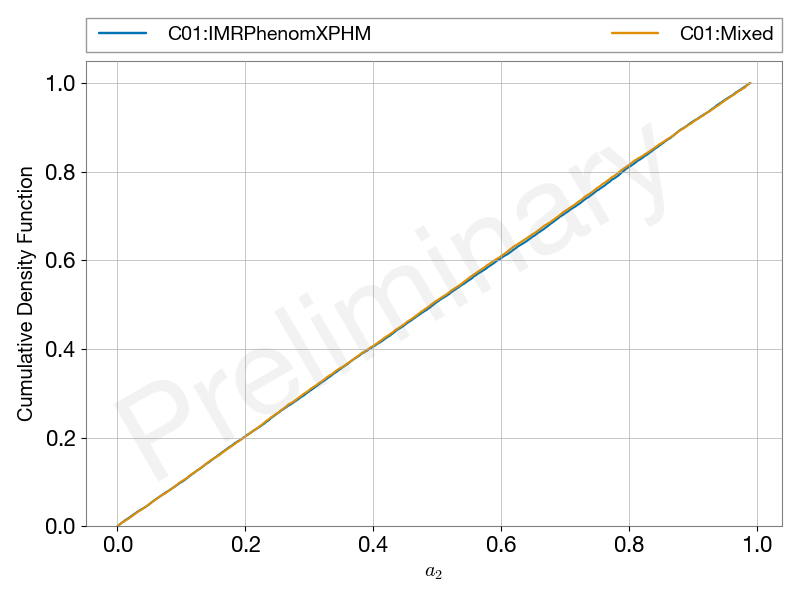 C01:IMRPhenomXPHM C01:Mixed
1.0
0.8
0.6
0.4
0.2
0.0
Cumulative Density Function
Preliminary
0.0 0.2 0.4 0.6 0.8 1.0
a₂